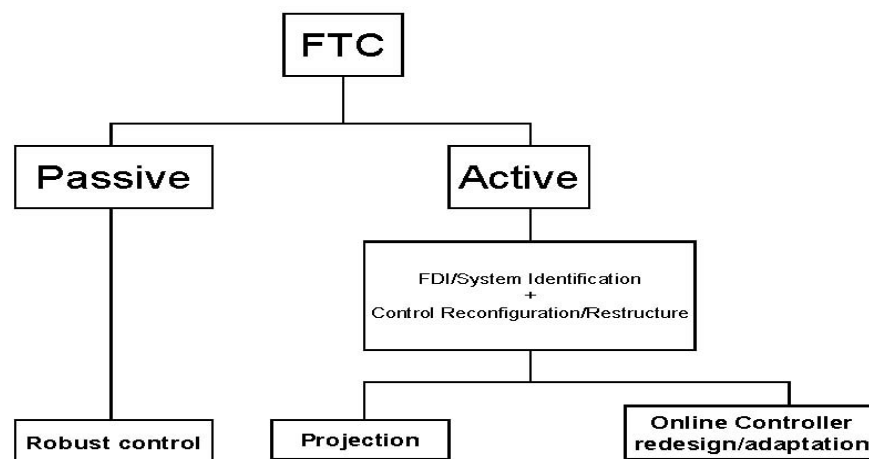 FTC
Passive
Active
FDI/System Identification
+
Control Reconfiguration/Restructure
Robust control
Projection
Online Controller
redesign/adaptation